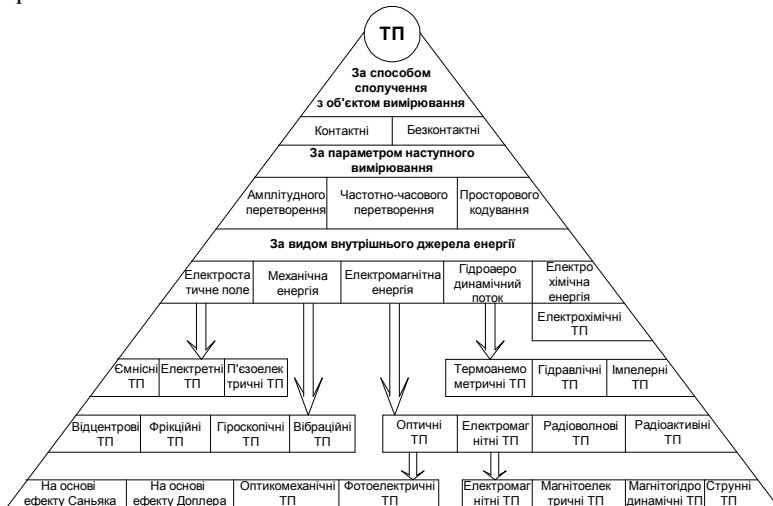 ТП
За способом
сполучення
з об'єктом вимірювання
Контактні Безконтактні
За параметром наступного
вимірювання
Амплітудного Частотно-часового Просторового
перетворення перетворення кодування
За видом внутрішнього джерела енергії
Електроста Механічна Електромагнітна Гідроаеро Електро
тичне поле енергія енергія динамічний хімічна
поток енергія
Електрохімічні
ТП
Ємнісні Електретні П'єзоелек Термоанемо Гідравлічні Імпелерні
ТП ТП тричні ТП метричні ТП ТП ТП
Відцентрові Фрікційні Гіроскопічні Вібраційні Оптичні Електромаг Радіоволнові Радіоактивіні
ТП ТП ТП ТП ТП нітні ТП ТП ТП
На основі На основі Оптикомеханічні Фотоелектричні Електромаг Магнітоелек Магнітогідро Струнні
ефекту Саньяка ефекту Доплера ТП ТП нітні ТП тричні ТП динамічні ТП ТП